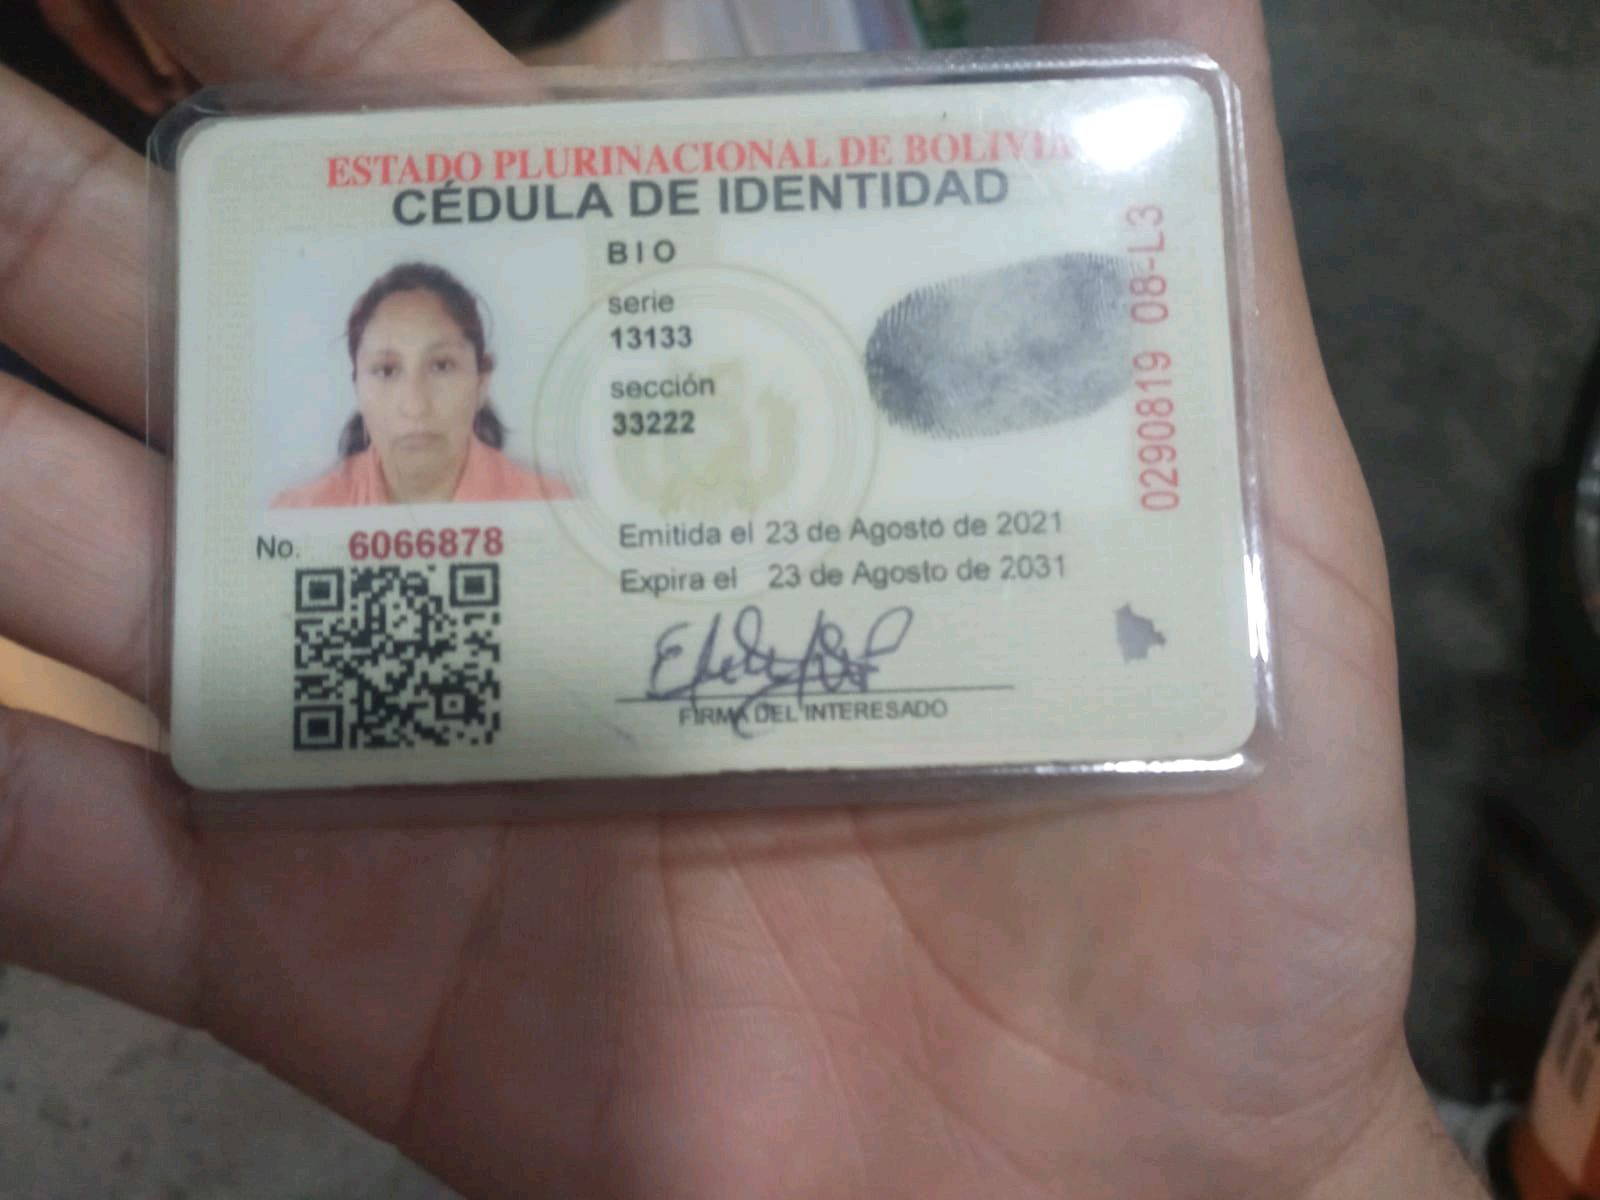 ESTADO PLURINACIONAL DE BOLIVIA
CÉDULA DE IDENTIDAD
BIO
serie
13133
sección
33222
0290819 08-L3
No. 6066878
Emitida el 23 de Agosto de 2021
Expira el 23 de Agosto de 2031
FIRMA DEL INTERESADO